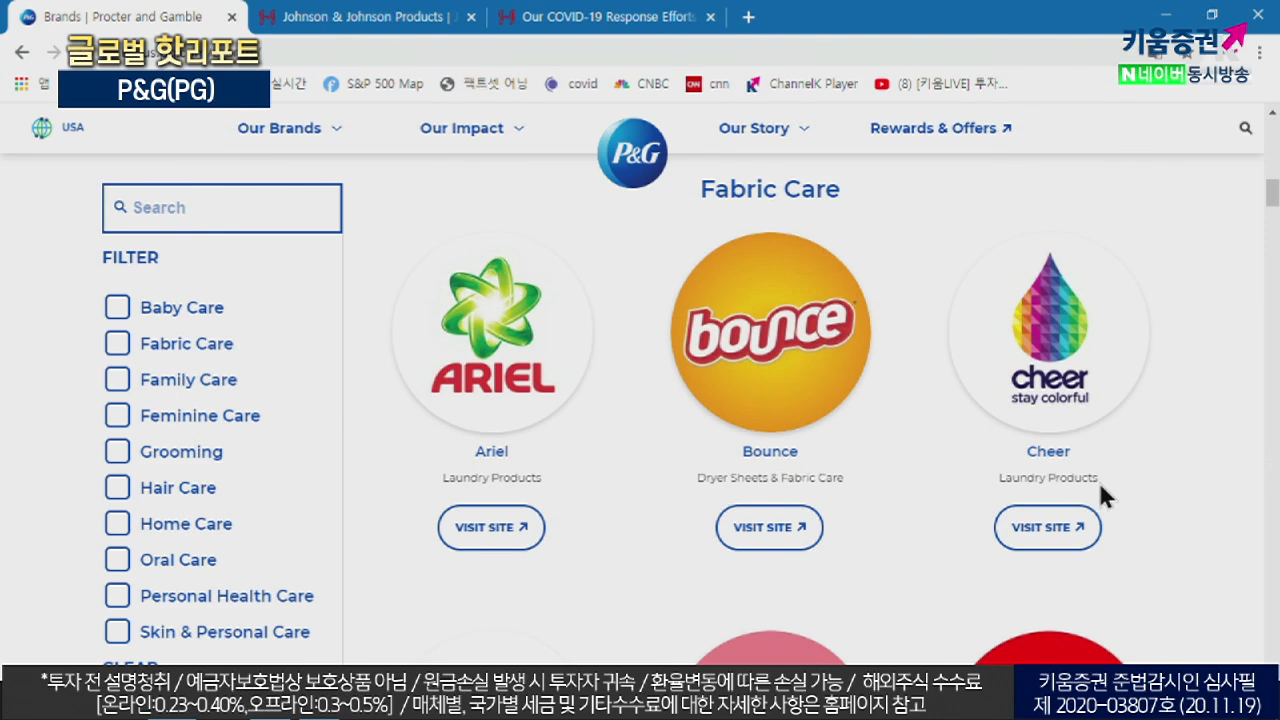 Brands | Procter and Gamble
Johnson & Johnson Products |
Our COVID-19 Response Efforts
글로벌 핫리포트
P&G(PG)
키움증권
N네이버 동시방송
앱
실시간
S&P 500 Map
팩트셋 어닝
covid
CNBC
cnn
ChannelK Player
(8) [키움LIVE] 투자...
USA
Our Brands
Our Impact
P&G
Our Story
Rewards & Offers
Search
FILTER
Baby Care
Fabric Care
Family Care
Feminine Care
Grooming
Hair Care
Home Care
Oral Care
Personal Health Care
Skin & Personal Care
Fabric Care
ARIEL
bounce
cheer
stay colorful
Ariel
Bounce
Cheer
Laundry Products
Dryer Sheets & Fabric Care
Laundry Products
VISIT SITE
VISIT SITE
VISIT SITE
*투자 전 설명청취 / 예금자보호법상 보호상품 아님 / 원금손실 발생 시 투자자 귀속 / 환율변동에 따른 손실 가능 / 해외주식 수수료
[온라인:0.23~0.40%,오프라인:0.3~0.5%] / 매체별, 국가별 세금 및 기타수수료에 대한 자세한 사항은 홈페이지 참고
키움증권 준법감시인 심사필
제 2020-03807호 (20.11.19)